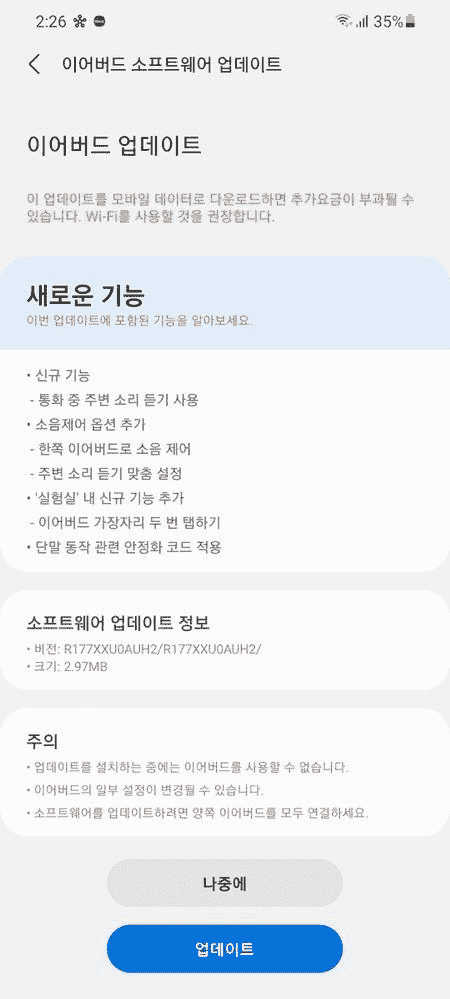 2:26 35%
이어버드 소프트웨어 업데이트
이어버드 업데이트
이 업데이트를 모바일 데이터로 다운로드하면 추가요금이 부과될 수
있습니다. Wi-Fi를 사용할 것을 권장합니다.
새로운 기능
이번 업데이트에 포함된 기능을 알아보세요.
• 신규 기능
- 통화 중 주변 소리 듣기 사용
• 소음제어 옵션 추가
- 한쪽 이어버드로 소음 제어
- 주변 소리 듣기 맞춤 설정
• '실험실' 내 신규 기능 추가
- 이어버드 가장자리 두 번 탭하기
• 단말 동작 관련 안정화 코드 적용
소프트웨어 업데이트 정보
• 버전: R177XXU0AUH2/R177XXU0AUH2/
• 크기: 2.97MB
주의
• 업데이트를 설치하는 중에는 이어버드를 사용할 수 없습니다.
• 이어버드의 일부 설정이 변경될 수 있습니다.
• 소프트웨어를 업데이트하려면 양쪽 이어버드를 모두 연결하세요.
나중에
업데이트